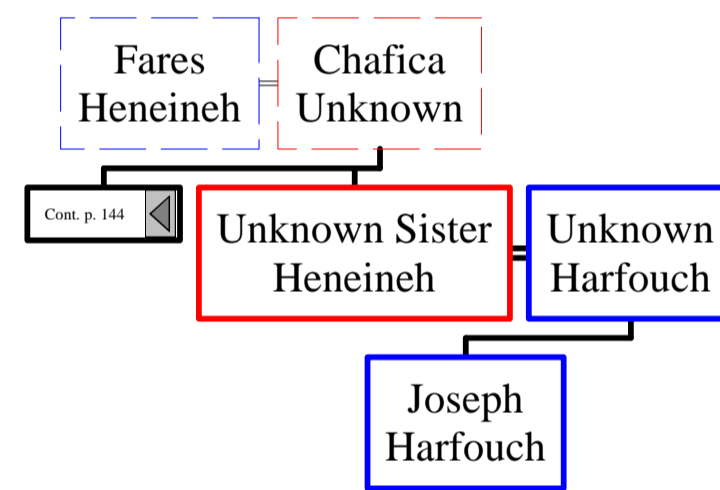 Fares
Heneineh
Chafica
Unknown
Cont. p. 144
Unknown Sister
Heneineh
Unknown
Harfouch
Joseph
Harfouch